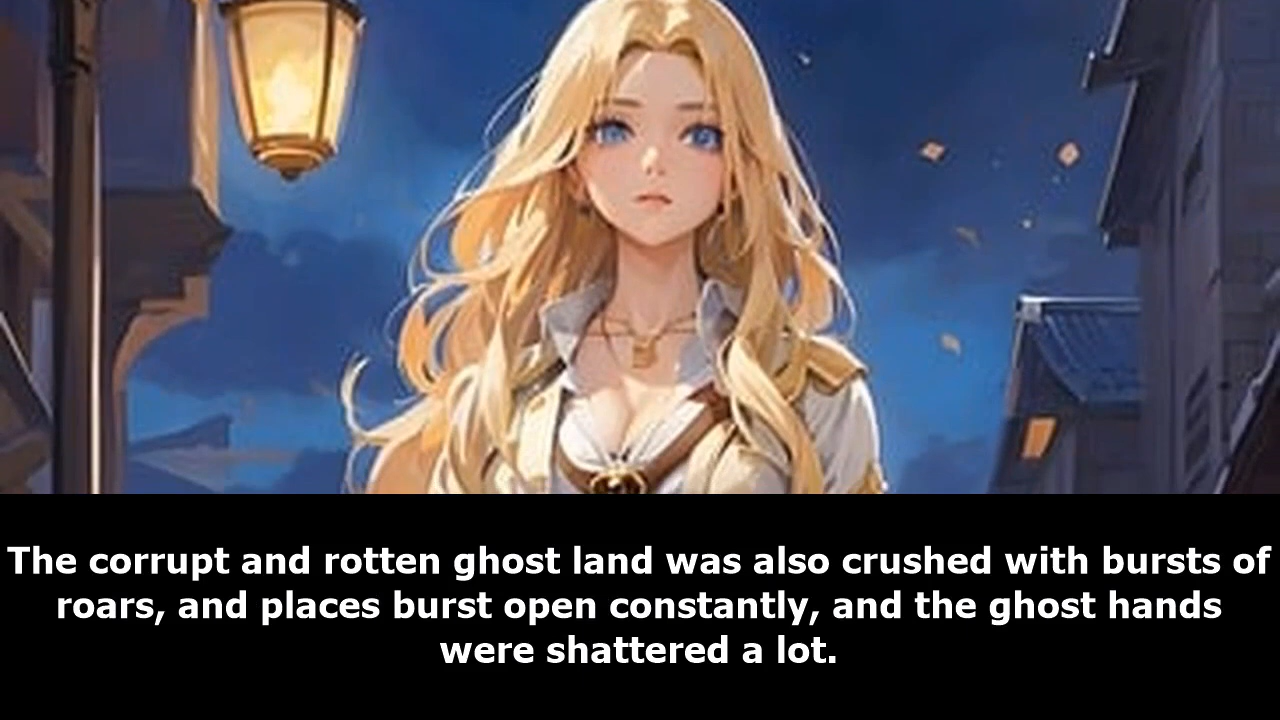 The corrupt and rotten ghost land was also crushed with bursts of
roars, and places burst open constantly, and the ghost hands
were shattered a lot.